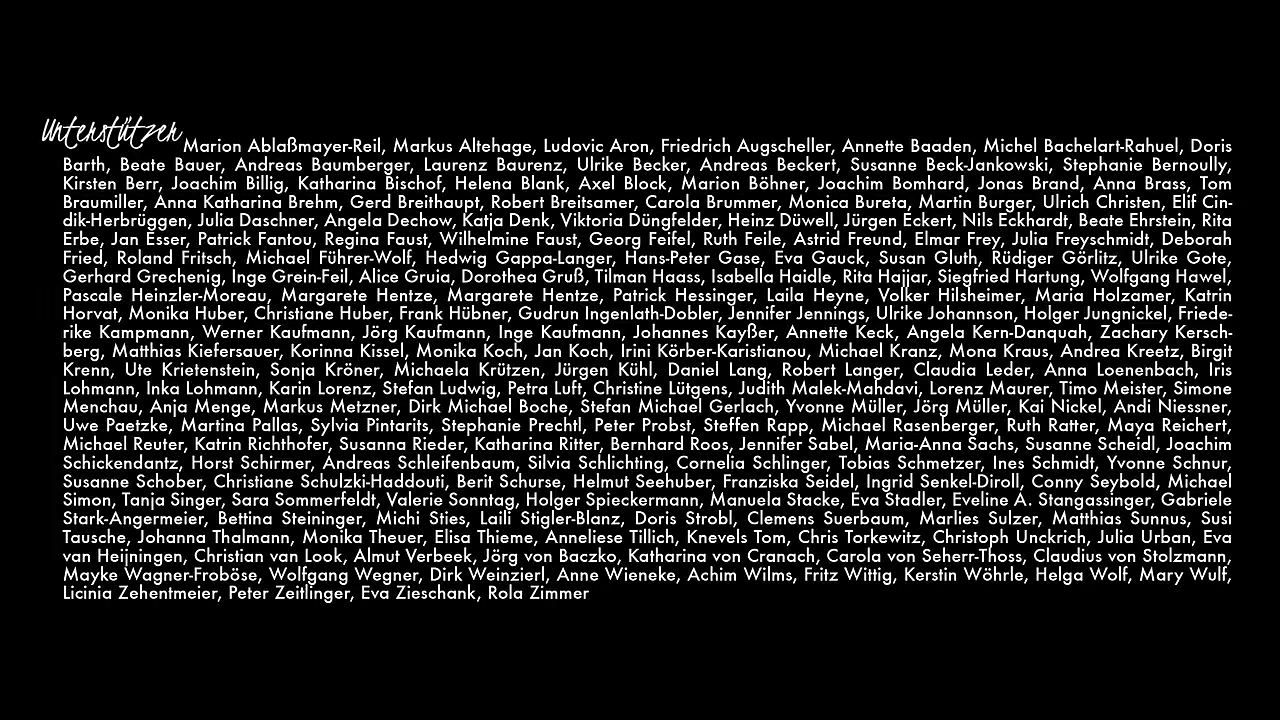 Unterstützer
Marion Ablaßmayer-Reil, Markus Altehage, Ludovic Aron, Friedrich Augscheller, Annette Baaden, Michel Bachelart-Rahuel, Doris
Barth, Beate Bauer, Andreas Baumberger, Laurenz Baurenz, Ulrike Becker, Andreas Beckert, Susanne Beck-Jankowski, Stephanie Bernoully,
Kirsten Berr, Joachim Billig, Katharina Bischof, Helena Blank, Axel Block, Marion Böhner, Joachim Bomhard, Jonas Brand, Anna Brass, Tom
Braumiller, Anna Katharina Brehm, Gerd Breithaupt, Robert Breitsamer, Carola Brummer, Monica Bureta, Martin Burger, Ulrich Christen, Elif Cin-
dik-Herbrüggen, Julia Daschner, Angela Dechow, Katja Denk, Viktoria Düngfelder, Heinz Düwell, Jürgen Eckert, Nils Eckhardt, Beate Ehrstein, Rita
Erbe, Jan Esser, Patrick Fantou, Regina Faust, Wilhelmine Faust, Georg Feifel, Ruth Feile, Astrid Freund, Elmar Frey, Julia Freyschmidt, Deborah
Fried, Roland Fritsch, Michael Führer-Wolf, Hedwig Gappa-Langer, Hans-Peter Gase, Eva Gauck, Susan Gluth, Rüdiger Görlitz, Ulrike Gote,
Gerhard Grechenig, Inge Grein-Feil, Alice Gruia, Dorothea Gruß, Tilman Haass, Isabella Haidle, Rita Hajjar, Siegfried Hartung, Wolfgang Hawel,
Pascale Heinzler-Moreau, Margarete Hentze, Margarete Hentze, Patrick Hessinger, Laila Heyne, Volker Hilsheimer, Maria Holzamer, Katrin
Horvat, Monika Huber, Christiane Huber, Frank Hübner, Gudrun Ingenlath-Dobler, Jennifer Jennings, Ulrike Johannson, Holger Jungnickel, Friede-
rike Kampmann, Werner Kaufmann, Jörg Kaufmann, Inge Kaufmann, Johannes Kayßer, Annette Keck, Angela Kern-Danquah, Zachary Kersch-
berg, Matthias Kiefersauer, Korinna Kissel, Monika Koch, Jan Koch, Irini Körber-Karistianou, Michael Kranz, Mona Kraus, Andrea Kreetz, Birgit
Krenn, Ute Krietenstein, Sonja Kröner, Michaela Krützen, Jürgen Kühl, Daniel Lang, Robert Langer, Claudia Leder, Anna Loenenbach, Iris
Lohmann, Inka Lohmann, Karin Lorenz, Stefan Ludwig, Petra Luft, Christine Lütgens, Judith Malek-Mahdavi, Lorenz Maurer, Timo Meister, Simone
Menchau, Anja Menge, Markus Metzner, Dirk Michael Boche, Stefan Michael Gerlach, Yvonne Müller, Jörg Müller, Kai Nickel, Andi Niessner,
Uwe Paetzke, Martina Pallas, Sylvia Pintarits, Stephanie Prechtl, Peter Probst, Steffen Rapp, Michael Rasenberger, Ruth Ratter, Maya Reichert,
Michael Reuter, Katrin Richthofer, Susanna Rieder, Katharina Ritter, Bernhard Roos, Jennifer Sabel, Maria-Anna Sachs, Susanne Scheidl, Joachim
Schickendantz, Horst Schirmer, Andreas Schleifenbaum, Silvia Schlichting, Cornelia Schlinger, Tobias Schmetzer, Ines Schmidt, Yvonne Schnur,
Susanne Schober, Christiane Schulzki-Haddouti, Berit Schurse, Helmut Seehuber, Franziska Seidel, Ingrid Senkel-Diroll, Conny Seybold, Michael
Simon, Tanja Singer, Sara Sommerfeldt, Valerie Sonntag, Holger Spieckermann, Manuela Stacke, Eva Stadler, Eveline A. Stangassinger, Gabriele
Stark-Angermeier, Bettina Steininger, Michi Sties, Laili Stigler-Blanz, Doris Strobl, Clemens Suerbaum, Marlies Sulzer, Matthias Sunnus, Susi
Tausche, Johanna Thalmann, Monika Theuer, Elisa Thieme, Anneliese Tillich, Knevels Tom, Chris Torkewitz, Christoph Unckrich, Julia Urban, Eva
van Heijningen, Christian van Look, Almut Verbeek, Jörg von Baczko, Katharina von Cranach, Carola von Seherr-Thoss, Claudius von Stolzmann,
Mayke Wagner-Froböse, Wolfgang Wegner, Dirk Weinzierl, Anne Wieneke, Achim Wilms, Fritz Wittig, Kerstin Wöhrle, Helga Wolf, Mary Wulf,
Licinia Zehentmeier, Peter Zeitlinger, Eva Zieschank, Rola Zimmer